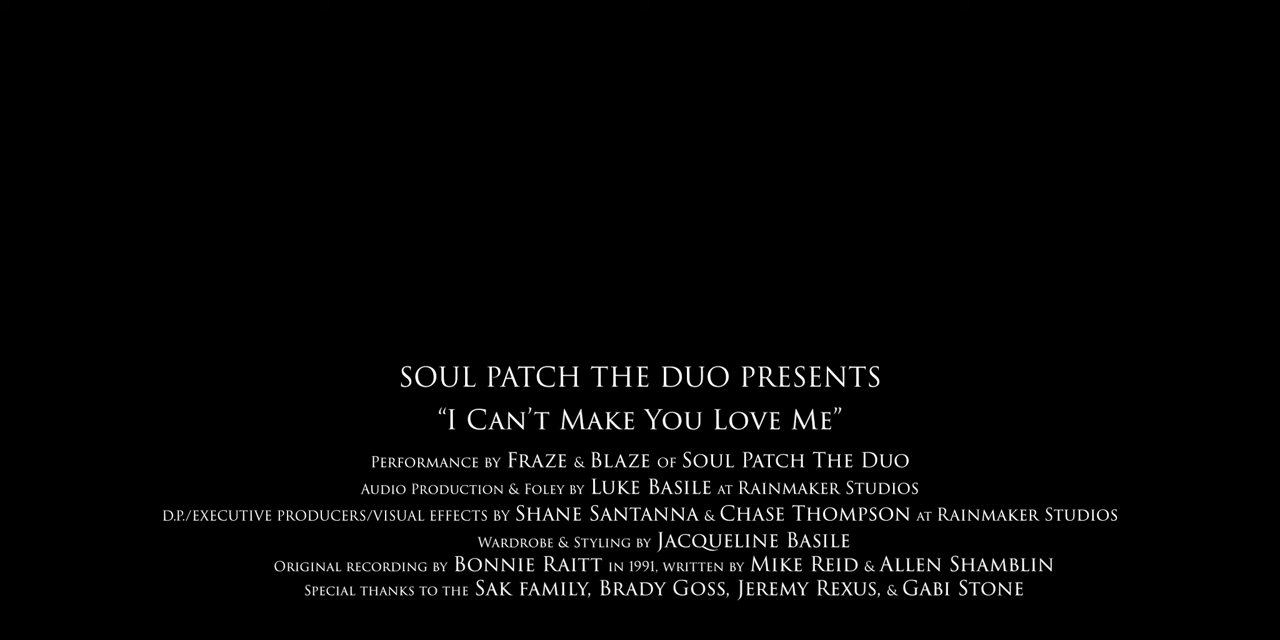 SOUL PATCH THE DUO PRESENTS
“I CAN’T MAKE YOU LOVE ME”
PERFORMANCE BY FRAZE & BLAZE OF SOUL PATCH THE DUO
AUDIO PRODUCTION & FOLEY BY LUKE BASILE AT RAINMAKER STUDIOS
D.P./EXECUTIVE PRODUCERS/VISUAL EFFECTS BY SHANE SANTANNA & CHASE THOMPSON AT RAINMAKER STUDIOS
WARDROBE & STYLING BY JACQUELINE BASILE
ORIGINAL RECORDING BY BONNIE RAITT IN 1991, WRITTEN BY MIKE REID & ALLEN SHAMBLIN
SPECIAL THANKS TO THE SAK FAMILY, BRADY GOSS, JEREMY REXUS, & GABI STONE